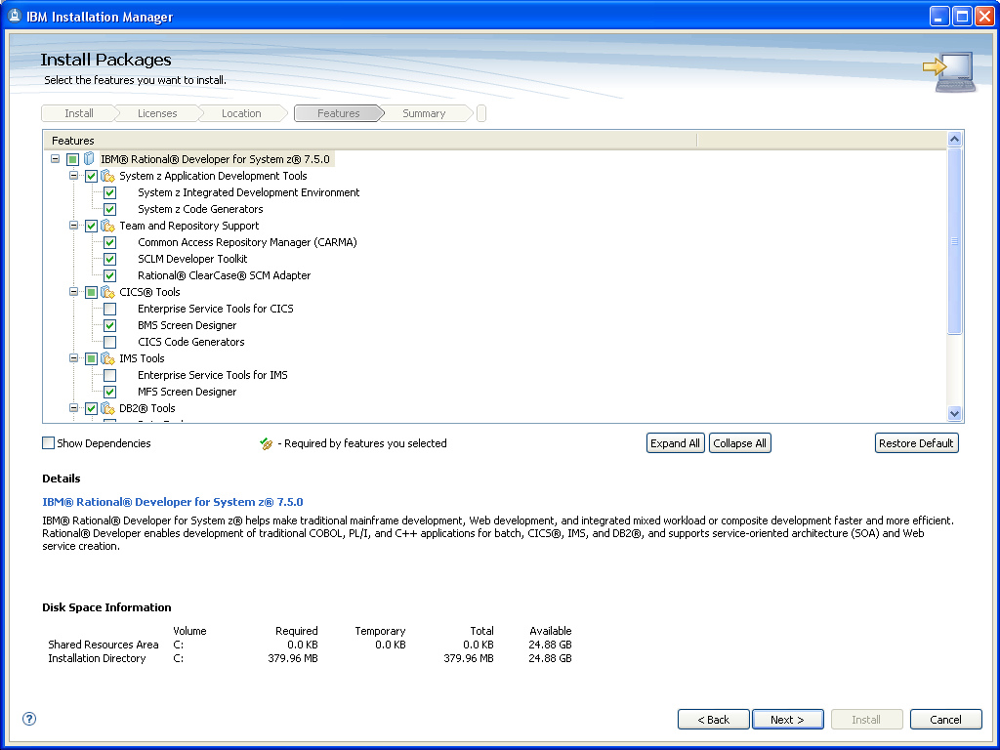 IBM Installation Manager
Install Packages
Select the features you want to install.
Install Licenses Location Features Summary
Features
IBM® Rational® Developer for System z® 7.5.0
System z Application Development Tools
System z Integrated Development Environment
System z Code Generators
Team and Repository Support
Common Access Repository Manager (CARMA)
SCLM Developer Toolkit
Rational® ClearCase® SCM Adapter
CICS® Tools
Enterprise Service Tools for CICS
BMS Screen Designer
CICS Code Generators
IMS Tools
Enterprise Service Tools for IMS
MFS Screen Designer
DB2® Tools
Show Dependencies - Required by features you selected Expand All Collapse All Restore Default
Details
IBM® Rational® Developer for System z® 7.5.0
IBM® Rational® Developer for System z® helps make traditional mainframe development, Web development, and integrated mixed workload or composite development faster and more efficient.
Rational® Developer enables development of traditional COBOL, PL/I, and C++ applications for batch, CICS®, IMS, and DB2®, and supports service-oriented architecture (SOA) and Web
service creation.
Disk Space Information
Volume Required Temporary Total Available
Shared Resources Area C: 0.0 KB 0.0 KB 0.0 KB 24.88 GB
Installation Directory C: 379.96 MB 379.96 MB 24.88 GB
? < Back Next > Install Cancel